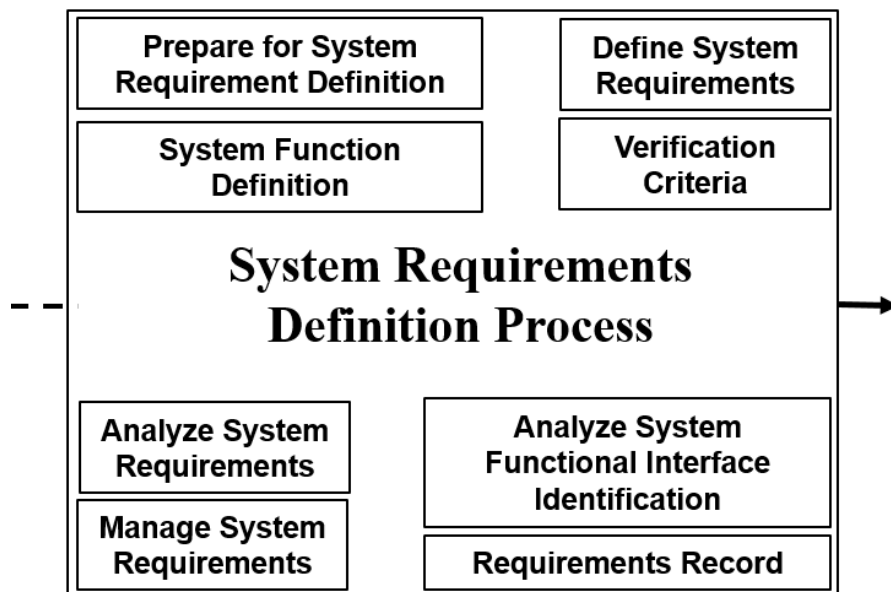 Prepare for System
Requirement Definition
Define System
Requirements
System Function
Definition
Verification
Criteria
System Requirements
Definition Process
Analyze System
Requirements
Analyze System
Functional Interface
Identification
Manage System
Requirements
Requirements Record